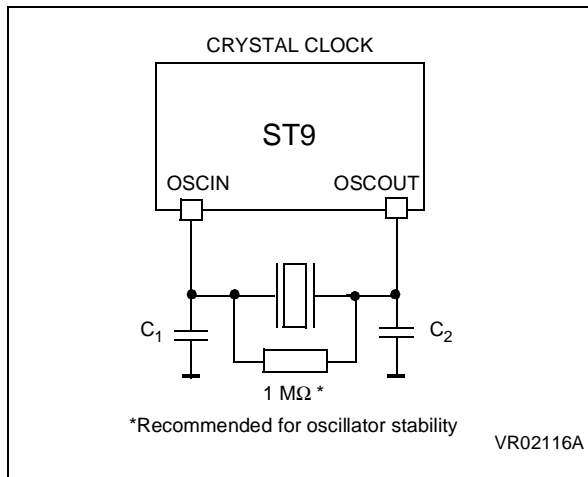 CRYSTAL CLOCK
ST9
OSCIN OSCOUT
C₁ C₂
1 MΩ *
*Recommended for oscillator stability
VR02116A